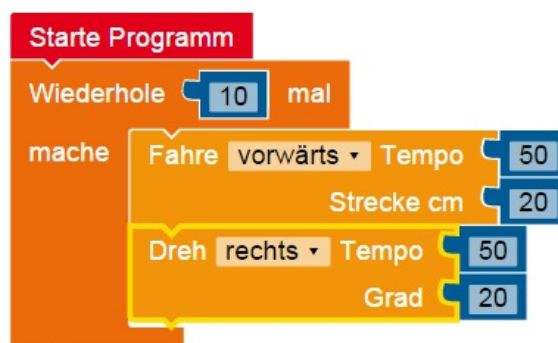 Starte Programm
Wiederhole 10 mal
mache Fahre vorwärts Tempo 50
Strecke cm 20
Dreh rechts Tempo 50
Grad 20